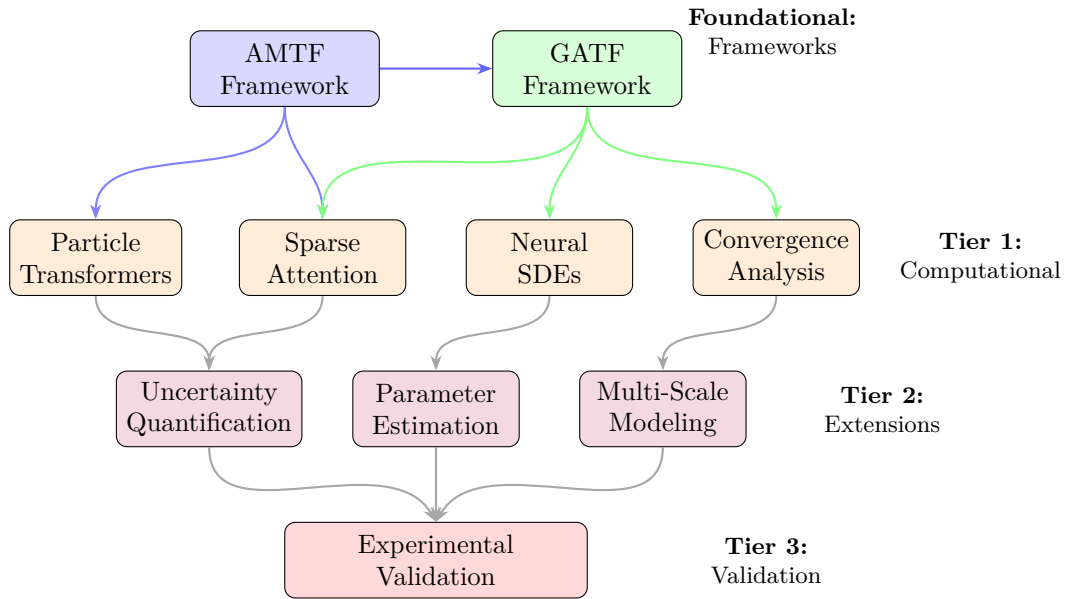 Foundational:
Frameworks
AMTF
Framework
GATF
Framework
Particle
Transformers
Sparse
Attention
Neural
SDEs
Convergence
Analysis
Tier 1:
Computational
Uncertainty
Quantification
Parameter
Estimation
Multi-Scale
Modeling
Tier 2:
Extensions
Experimental
Validation
Tier 3:
Validation